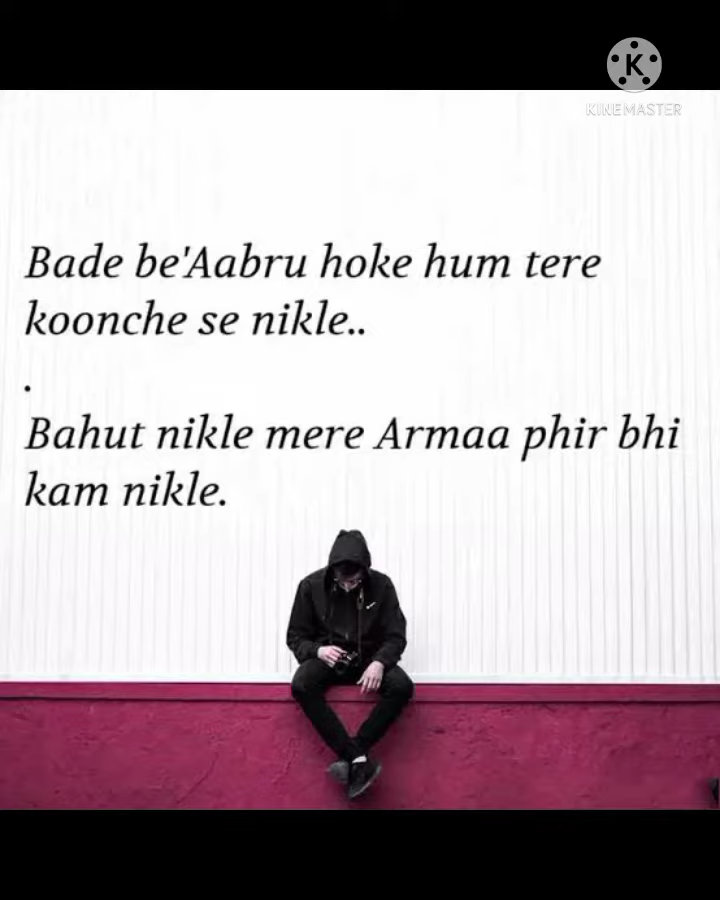 K
KINEMASTER
Bade be'Aabru hoke hum tere
koonche se nikle..
.
Bahut nikle mere Armaa phir bhi
kam nikle.